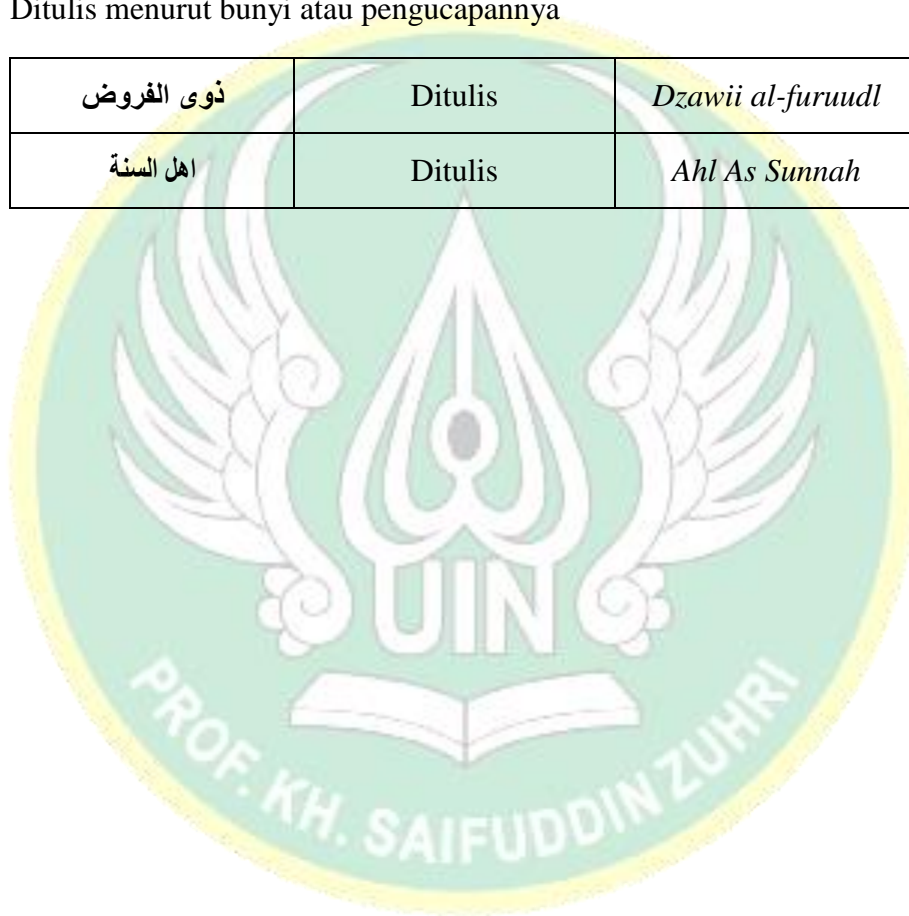 Ditulis menurut bunyi atau pengucapannya
ذوى الفروض Ditulis Dzawii al-furuudl
اهل السنة Ditulis Ahl As Sunnah
UIN
PROF. KH. SAIFUDDIN ZUHRI